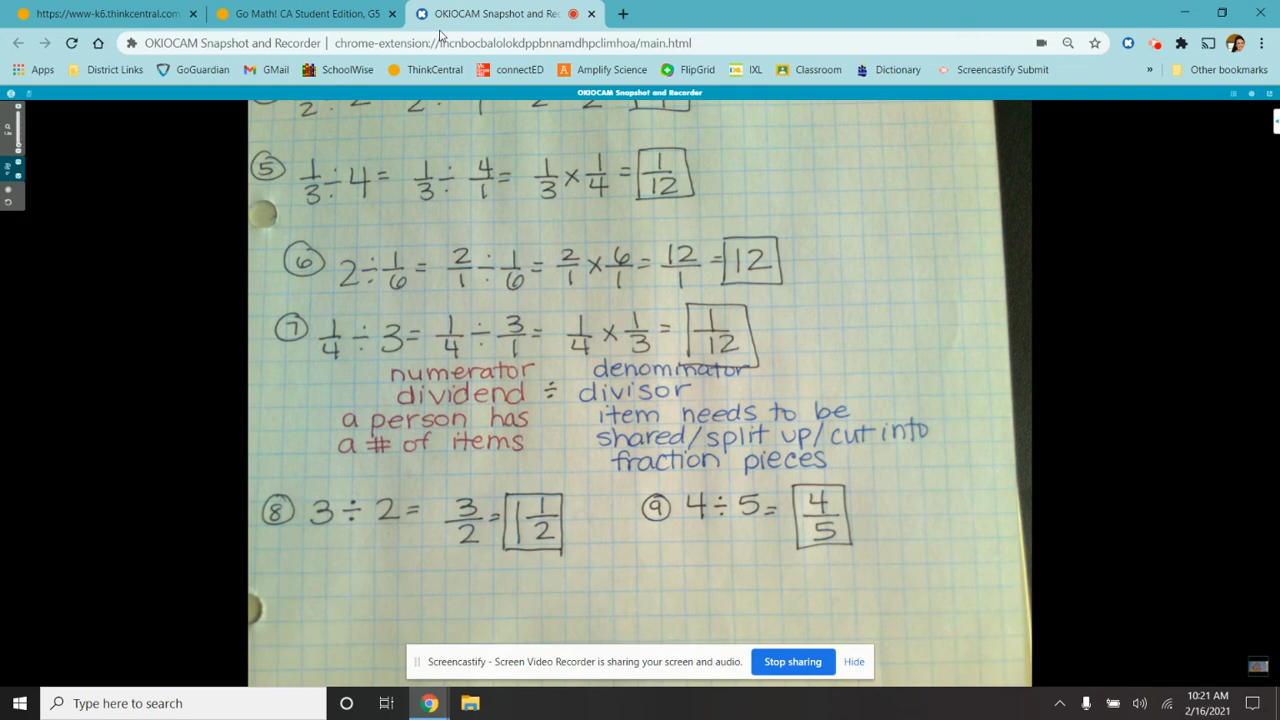 https://www-k6.thinkcentral.com
Go Math! CA Student Edition, G5
OKIOCAM Snapshot and Rec
OKIOCAM Snapshot and Recorder | chrome-extension://lhcnbocbalolokdppbnnamdhpclimhoa/main.html
Apps District Links GoGuardian GMail SchoolWise ThinkCentral connectED Amplify Science FlipGrid IXL Classroom Dictionary Screencastify Submit » Other bookmarks
OKIOCAM Snapshot and Recorder
⑤ 1/3 ÷ 4 = 1/3 ÷ 4/1 = 1/3 × 1/4 = 1/12
⑥ 2 ÷ 1/6 = 2/1 ÷ 1/6 = 2/1 × 6/1 = 12/1 = 12
⑦ 1/4 ÷ 3 = 1/4 ÷ 3/1 = 1/4 × 1/3 = 1/12
numerator denominator
dividend ÷ divisor
a person has item needs to be
a # of items shared/split up/cut into
fraction pieces
⑧ 3 ÷ 2 = 3/2 = 1 1/2 ⑨ 4 ÷ 5 = 4/5
Screencastify - Screen Video Recorder is sharing your screen and audio. Stop sharing Hide
Type here to search
10:21 AM
2/16/2021